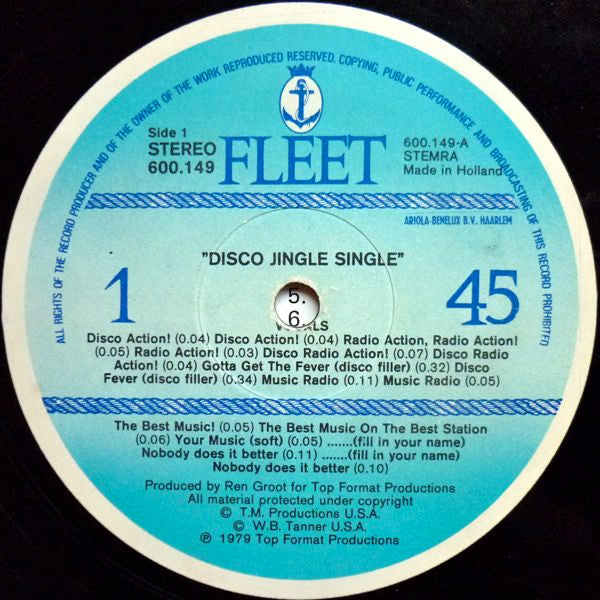 ALL RIGHTS OF THE RECORD PRODUCER AND OF THE OWNER OF THE WORK REPRODUCED RESERVED. COPYING, PUBLIC PERFORMANCE AND BROADCASTING OF THIS RECORD PROHIBITED
Side 1
STEREO
600.149
FLEET
600.149-A
STEMRA
Made in Holland
ARIOLA-BENELUX B.V. HAARLEM
"DISCO JINGLE SINGLE"
1
5.
6
45
Disco Action! (0.04) Disco Action! (0.04) Radio Action, Radio Action!
(0.05) Radio Action! (0.03) Disco Radio Action! (0.07) Disco Radio
Action! (0.04) Gotta Get The Fever (disco filler) (0.32) Disco
Fever (disco filler) (0.34) Music Radio (0.11) Music Radio (0.05)
The Best Music! (0.05) The Best Music On The Best Station
(0.06) Your Music (soft) (0.05) .......(fill in your name)
Nobody does it better (0.11) .......(fill in your name)
Nobody does it better (0.10)
Produced by Ren Groot for Top Format Productions
All material protected under copyright
© T.M. Productions U.S.A.
© W.B. Tanner U.S.A.
℗ 1979 Top Format Productions